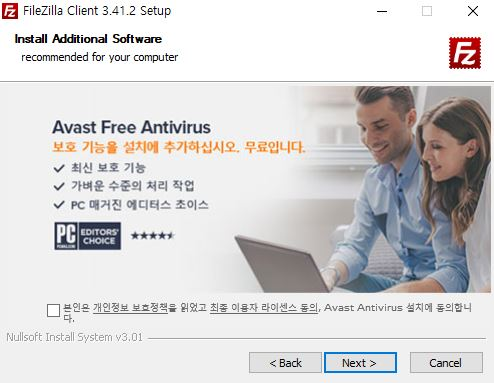 FileZilla Client 3.41.2 Setup
Install Additional Software
recommended for your computer
Avast Free Antivirus
보호 기능을 설치에 추가하십시오. 무료입니다.
✓ 최신 보호 기능
✓ 가벼운 수준의 처리 작업
✓ PC 매거진 에디터스 초이스
PC
EDITORS'
CHOICE
본인은 개인정보 보호정책을 읽었고 최종 이용자 라이센스 동의, Avast Antivirus 설치에 동의합니
다.
Nullsoft Install System v3.01
< Back Next > Cancel